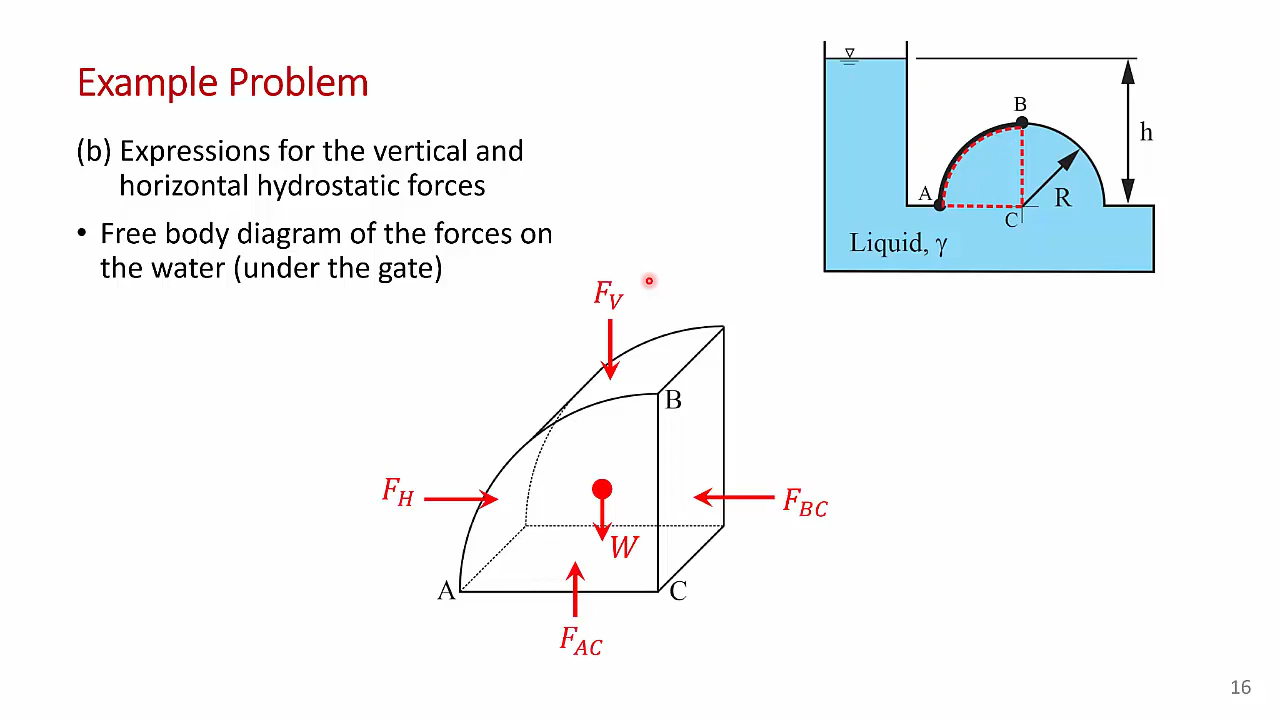 Example Problem
(b) Expressions for the vertical and
horizontal hydrostatic forces
• Free body diagram of the forces on
the water (under the gate)
B
h
A
R
C
Liquid, γ
F_V
B
F_H
F_BC
W
A
C
F_AC
16